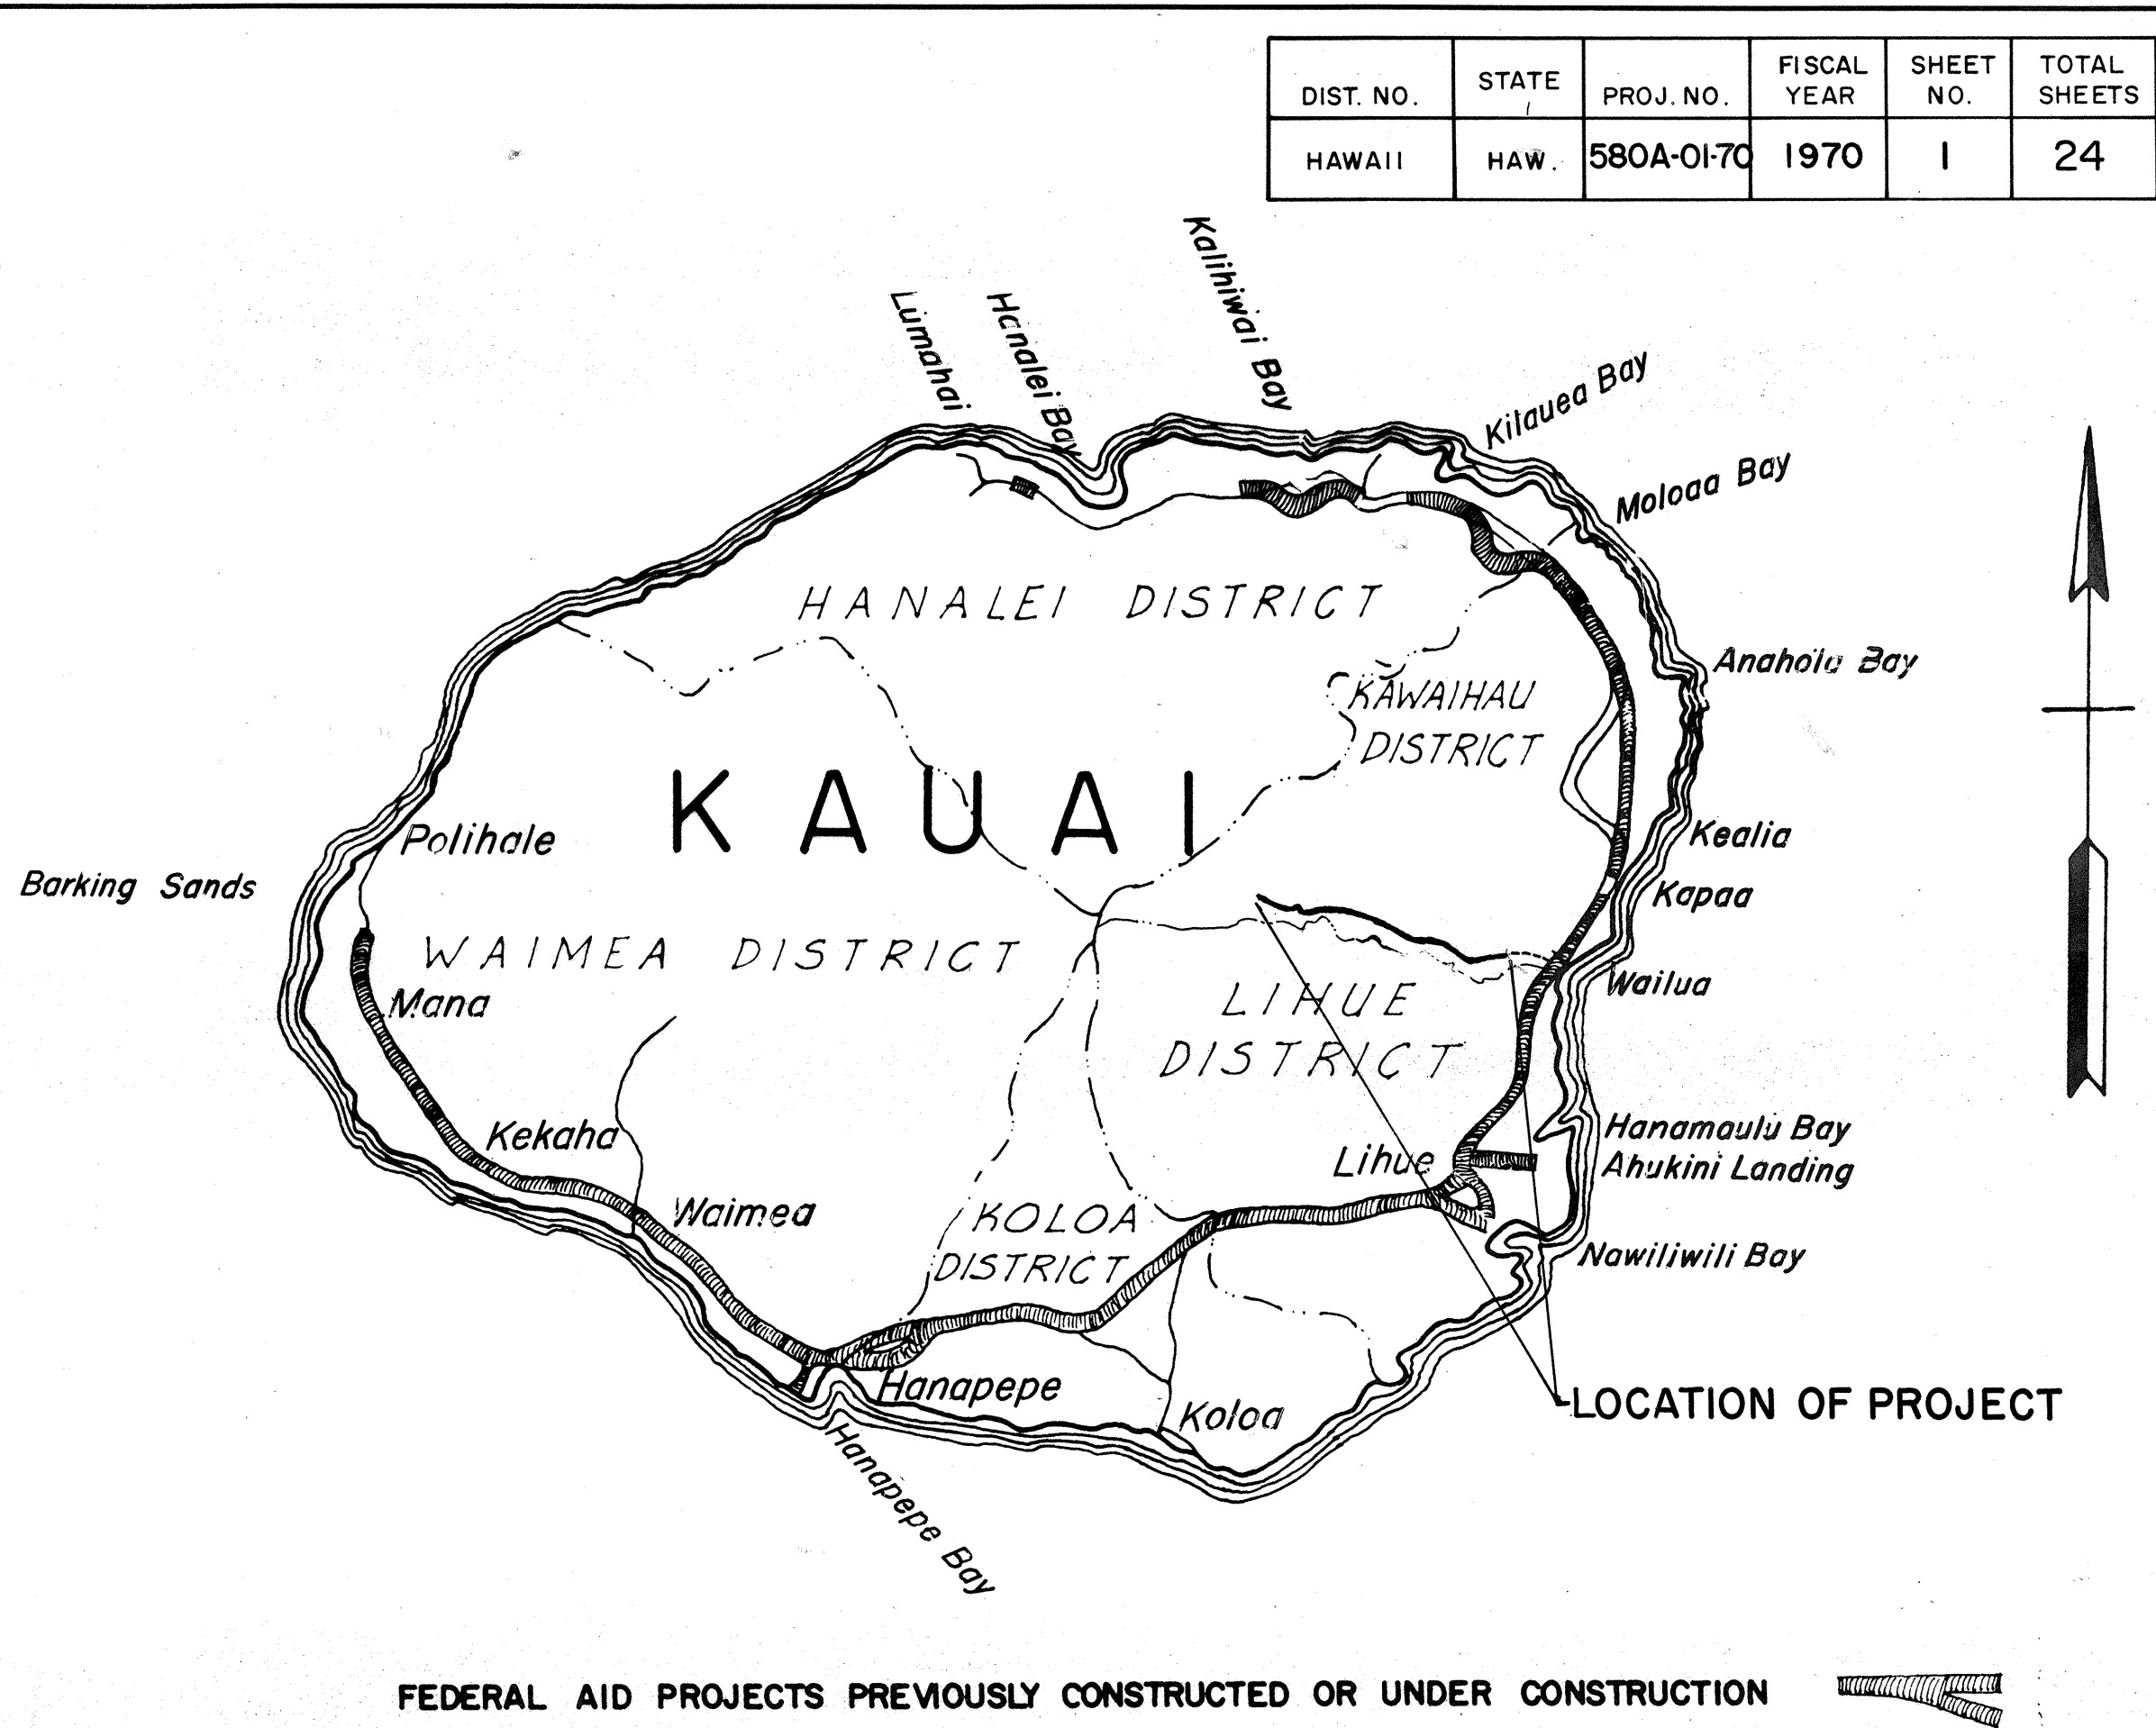 DIST. NO.
STATE
PROJ. NO.
FISCAL
YEAR
SHEET
NO.
TOTAL
SHEETS
HAWAII
HAW.
580A-01-70
1970
1
24
Lumahai
Hanalei Bay
Kalihiwai Bay
Kilauea Bay
Moloaa Bay
HANALEI DISTRICT
Anahola Bay
KAWAIHAU
DISTRICT
KAUAI
Polihale
Kealia
Barking Sands
Kapaa
WAIMEA DISTRICT
Mana
Wailua
LIHUE
DISTRICT
Kekaha
Hanamaulu Bay
Lihue
Ahukini Landing
Waimea
KOLOA
DISTRICT
Nawiliwili Bay
Hanapepe
Koloa
LOCATION OF PROJECT
Hanapepe Bay
FEDERAL AID PROJECTS PREVIOUSLY CONSTRUCTED OR UNDER CONSTRUCTION